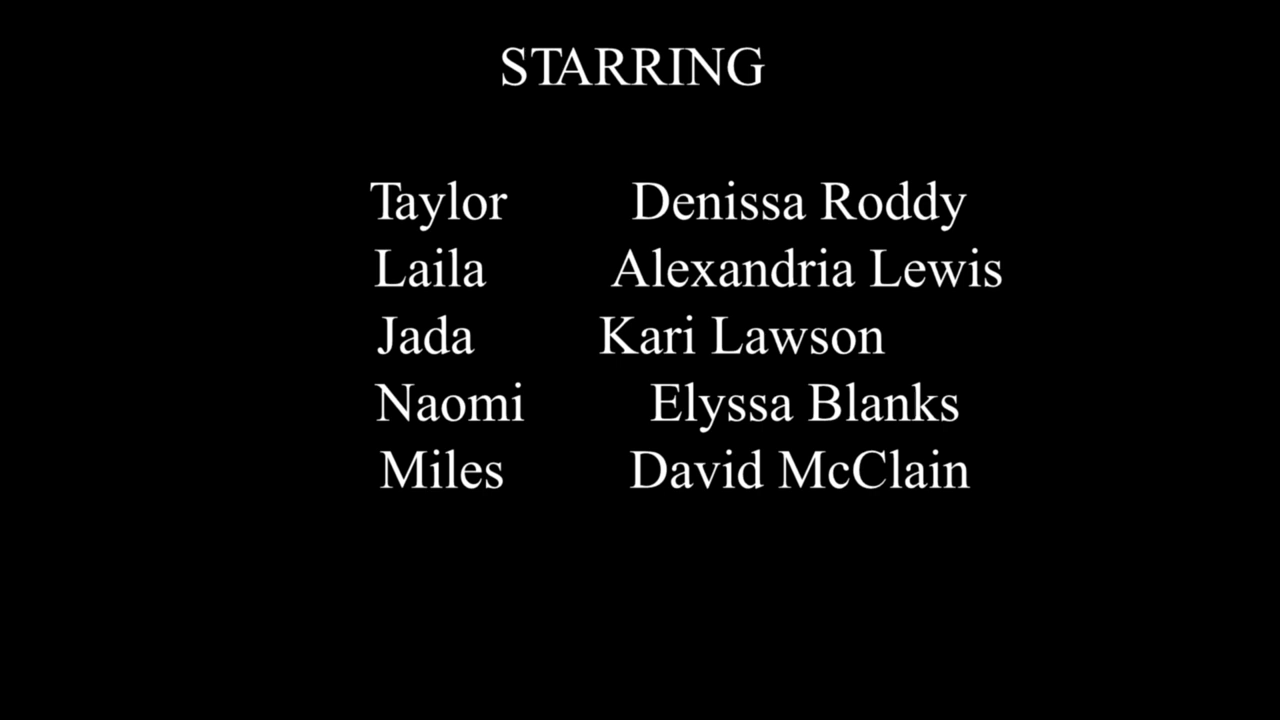 STARRING
Taylor Denissa Roddy
Laila Alexandria Lewis
Jada Kari Lawson
Naomi Elyssa Blanks
Miles David McClain